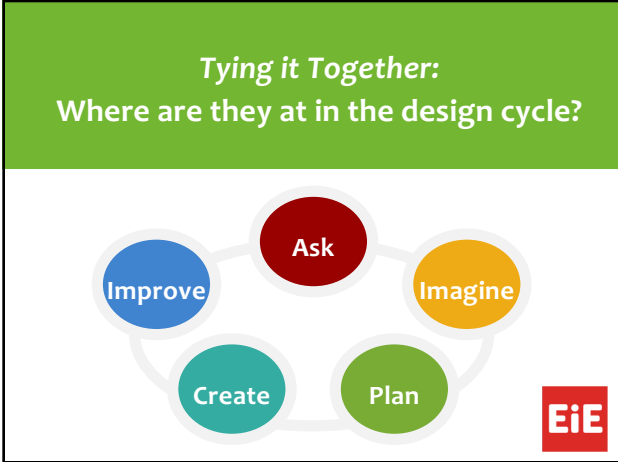 Tying it Together:
Where are they at in the design cycle?
Ask
Improve
Imagine
Create
Plan
EiE